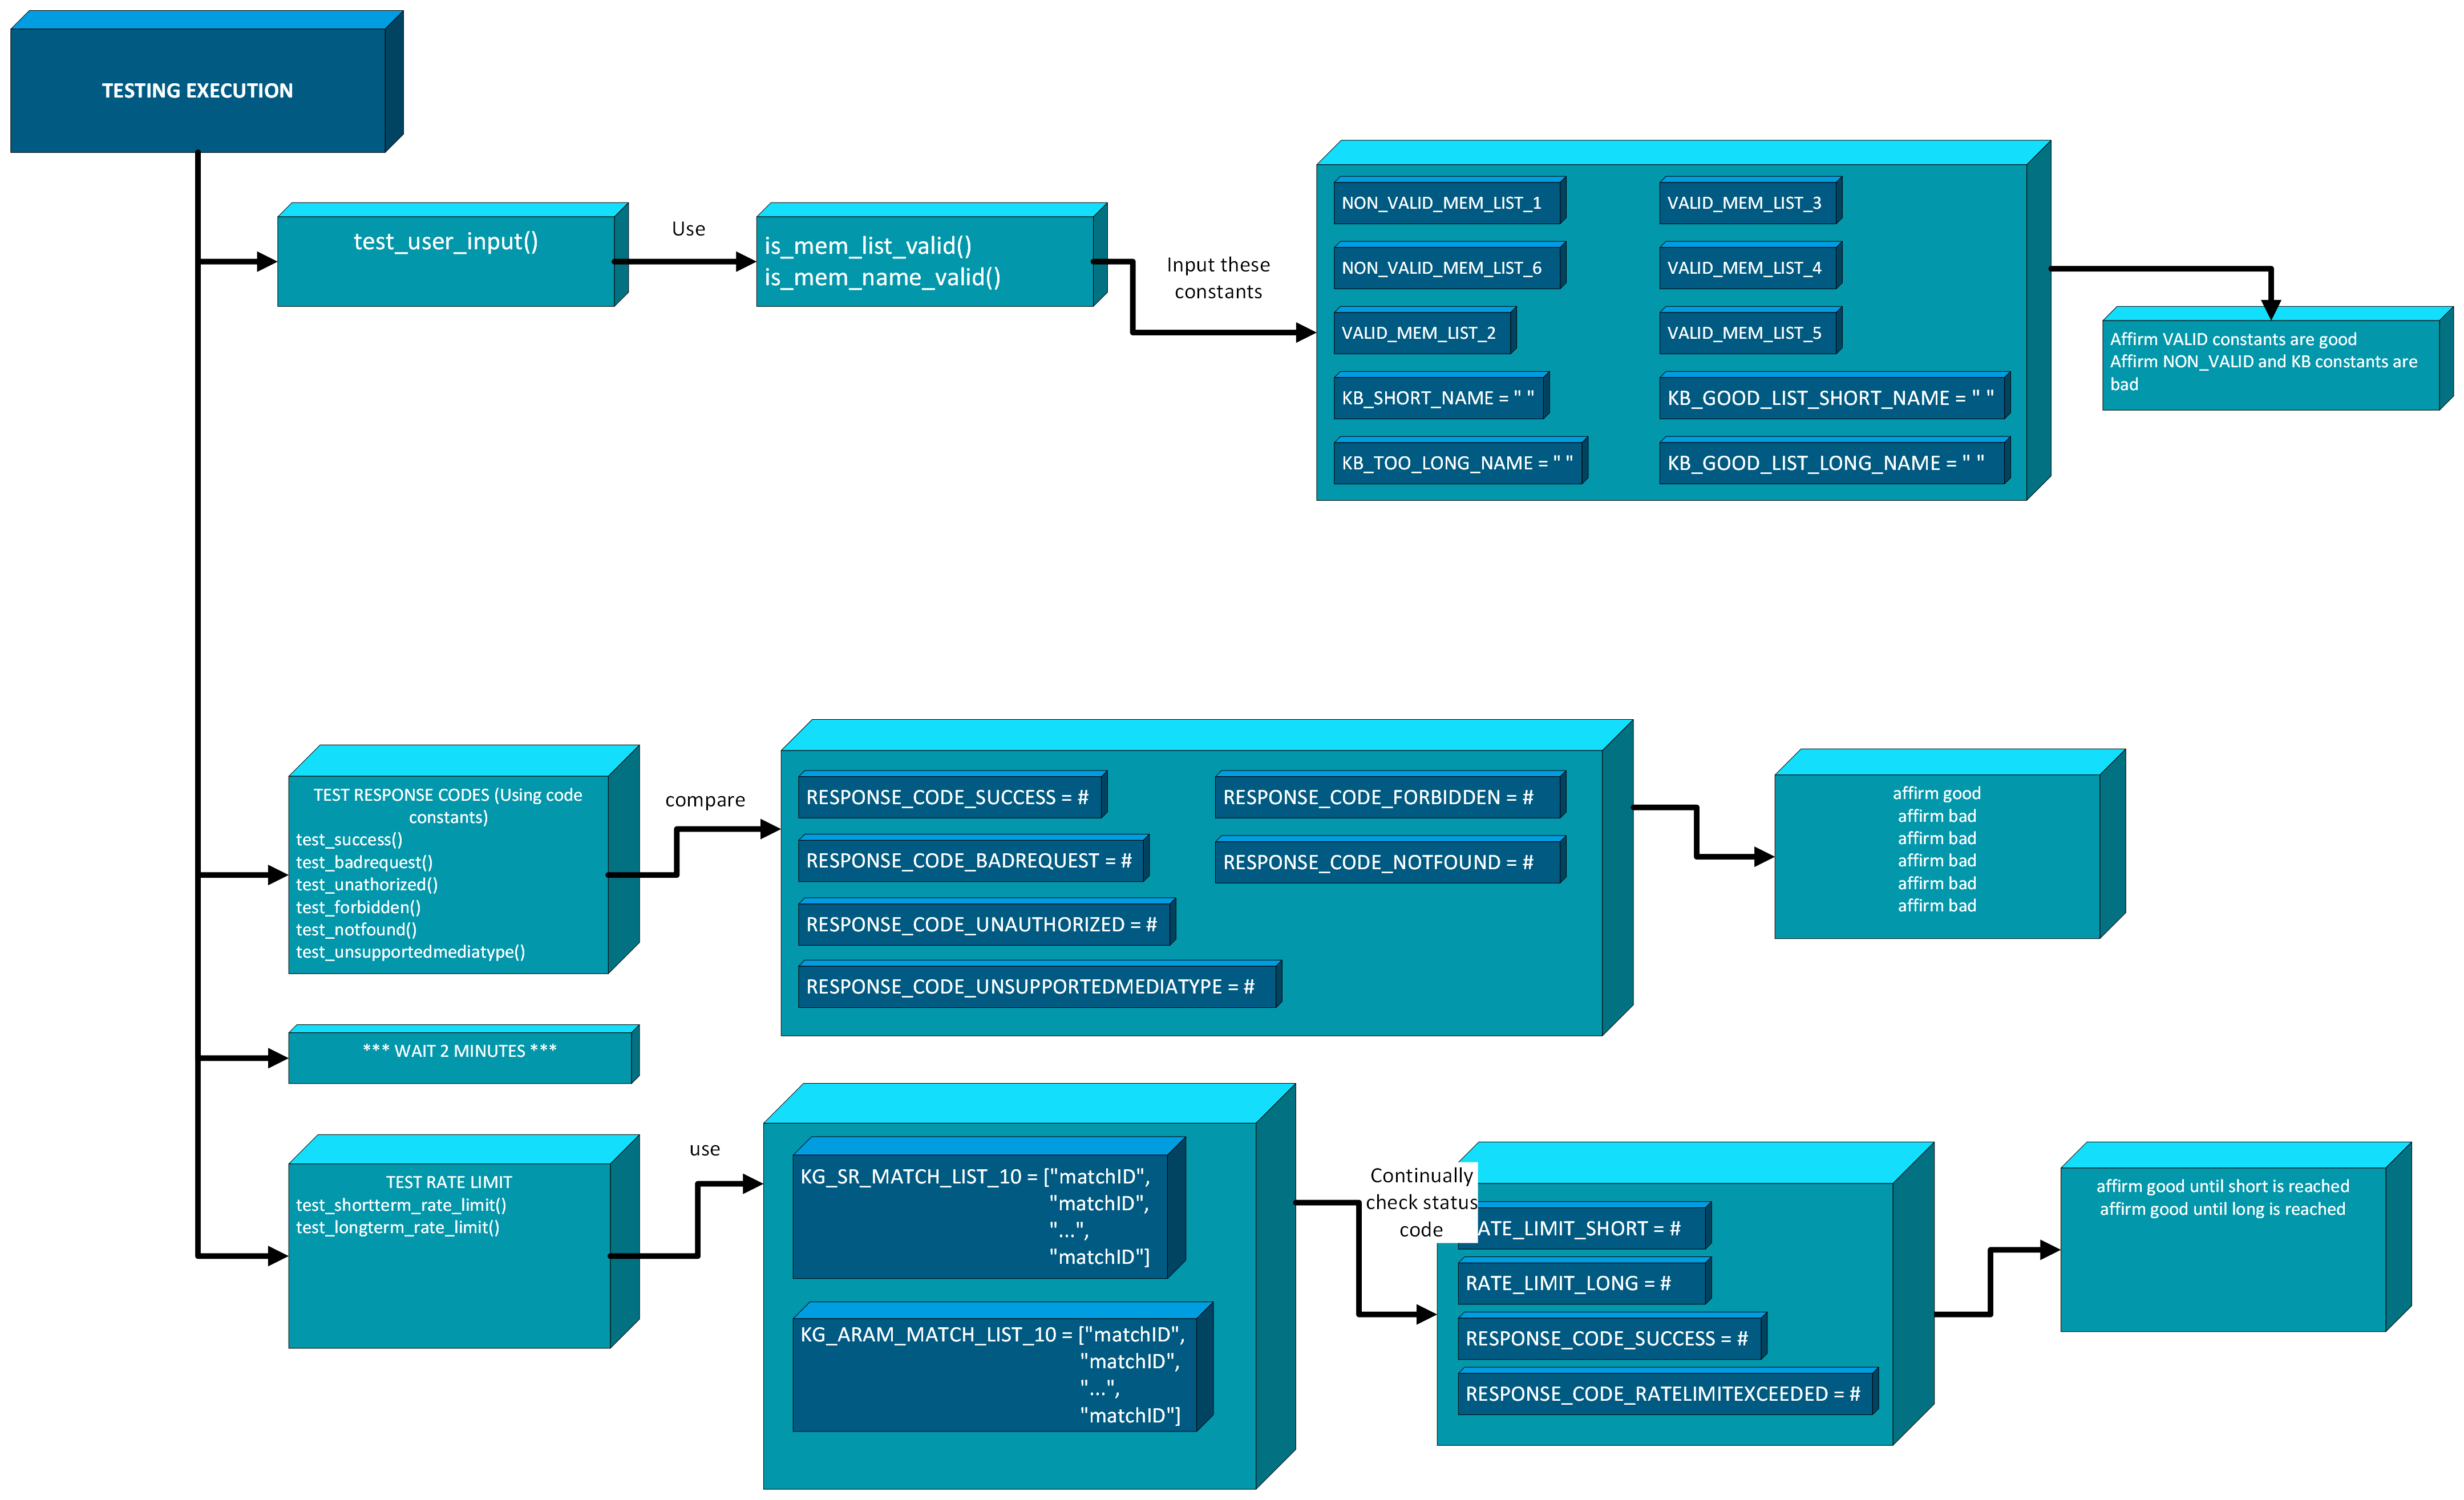 TESTING EXECUTION
test_user_input()
Use
is_mem_list_valid()
is_mem_name_valid()
Input these
constants
NON_VALID_MEM_LIST_1
NON_VALID_MEM_LIST_6
VALID_MEM_LIST_2
KB_SHORT_NAME = " "
KB_TOO_LONG_NAME = " "
VALID_MEM_LIST_3
VALID_MEM_LIST_4
VALID_MEM_LIST_5
KB_GOOD_LIST_SHORT_NAME = " "
KB_GOOD_LIST_LONG_NAME = " "
Affirm VALID constants are good
Affirm NON_VALID and KB constants are
bad
TEST RESPONSE CODES (Using code
constants)
test_success()
test_badrequest()
test_unathorized()
test_forbidden()
test_notfound()
test_unsupportedmediatype()
compare
RESPONSE_CODE_SUCCESS = #
RESPONSE_CODE_BADREQUEST = #
RESPONSE_CODE_UNAUTHORIZED = #
RESPONSE_CODE_UNSUPPORTEDMEDIATYPE = #
RESPONSE_CODE_FORBIDDEN = #
RESPONSE_CODE_NOTFOUND = #
affirm good
affirm bad
affirm bad
affirm bad
affirm bad
affirm bad
*** WAIT 2 MINUTES ***
TEST RATE LIMIT
test_shortterm_rate_limit()
test_longterm_rate_limit()
use
KG_SR_MATCH_LIST_10 = ["matchID",
"matchID",
"...",
"matchID"]
KG_ARAM_MATCH_LIST_10 = ["matchID",
"matchID",
"...",
"matchID"]
Continually
check status
code
ATE_LIMIT_SHORT = #
RATE_LIMIT_LONG = #
RESPONSE_CODE_SUCCESS = #
RESPONSE_CODE_RATELIMITEXCEEDED = #
affirm good until short is reached
affirm good until long is reached